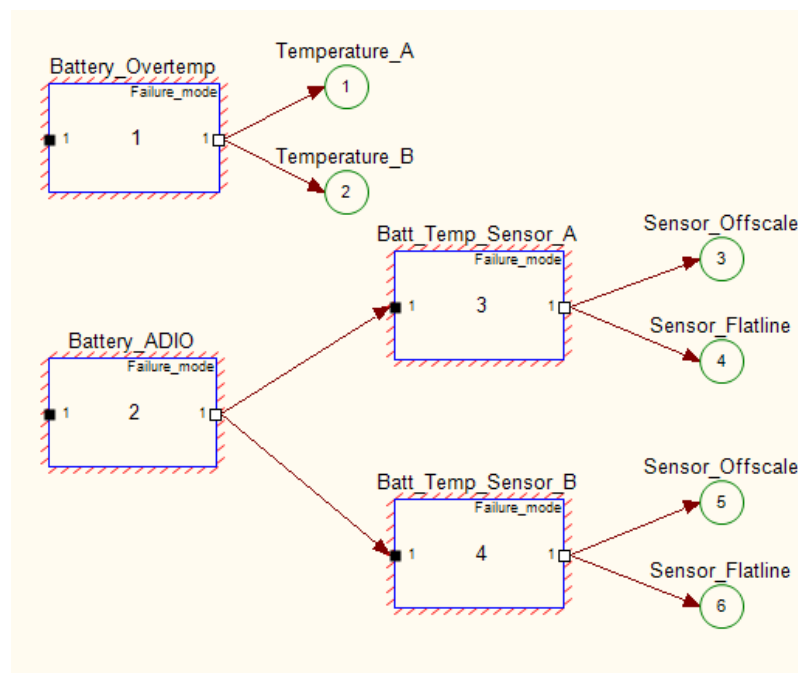 Temperature_A
Battery_Overtemp
Failure_mode
1
1 1 1
Temperature_B
2
Sensor_Offscale
Batt_Temp_Sensor_A
Failure_mode
3
1 3 1
Sensor_Flatline
Battery_ADIO
4
Failure_mode
1 2 1
Sensor_Offscale
Batt_Temp_Sensor_B
Failure_mode
5
1 4 1
Sensor_Flatline
6